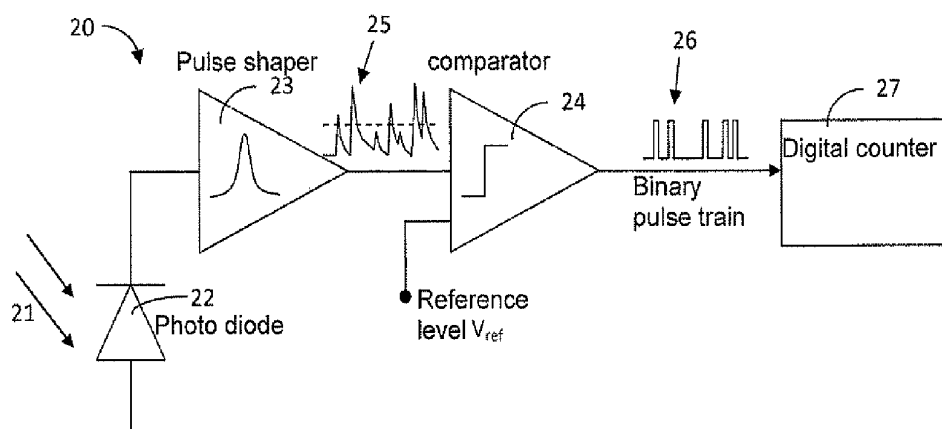 20
25
26
27
Pulse shaper
23
comparator
24
Digital counter
Binary
pulse train
21
22
Photo diode
Reference
level Vref